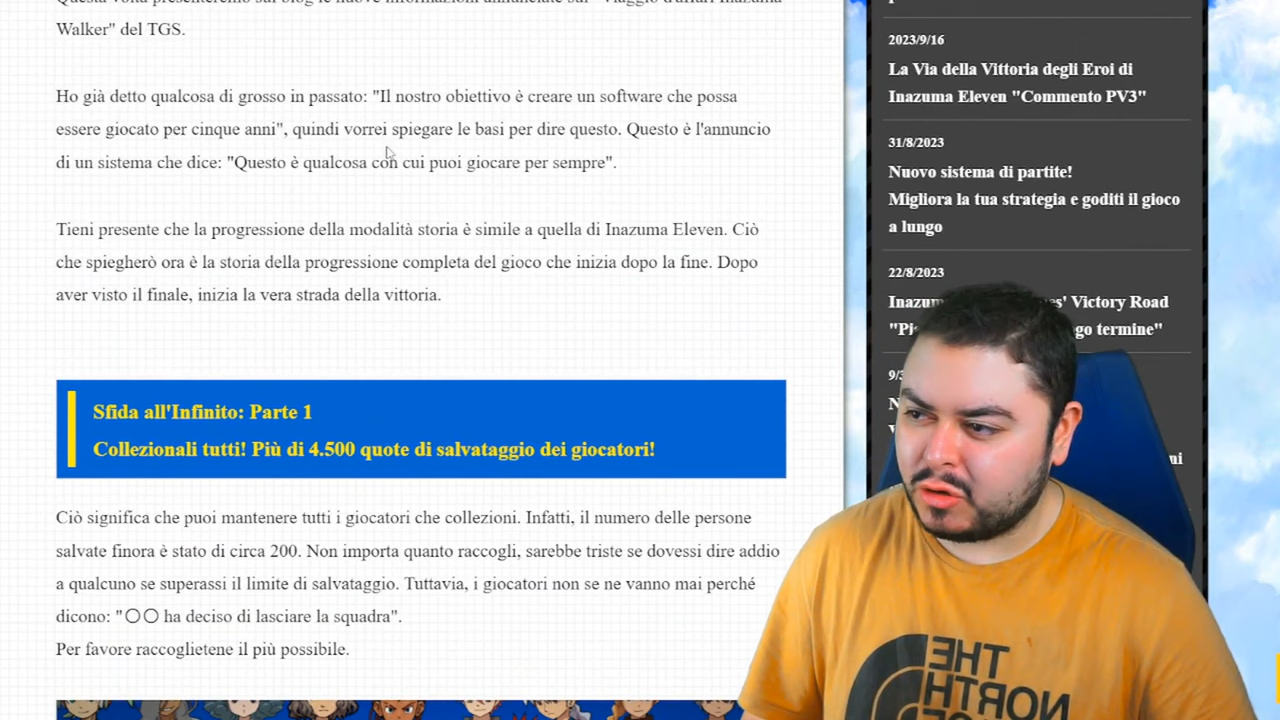 Walker" del TGS.
Ho già detto qualcosa di grosso in passato: "Il nostro obiettivo è creare un software che possa
essere giocato per cinque anni", quindi vorrei spiegare le basi per dire questo. Questo è l'annuncio
di un sistema che dice: "Questo è qualcosa con cui puoi giocare per sempre".
Tieni presente che la progressione della modalità storia è simile a quella di Inazuma Eleven. Ciò
che spiegherò ora è la storia della progressione completa del gioco che inizia dopo la fine. Dopo
aver visto il finale, inizia la vera strada della vittoria.
Sfida all'Infinito: Parte 1
Collezionali tutti! Più di 4.500 quote di salvataggio dei giocatori!
Ciò significa che puoi mantenere tutti i giocatori che collezioni. Infatti, il numero delle persone
salvate finora è stato di circa 200. Non importa quanto raccogli, sarebbe triste se dovessi dire addio
a qualcuno se superassi il limite di salvataggio. Tuttavia, i giocatori non se ne vanno mai perché
dicono: "〇〇 ha deciso di lasciare la squadra".
Per favore raccoglietene il più possibile.
2023/9/16
La Via della Vittoria degli Eroi di
Inazuma Eleven "Commento PV3"
31/8/2023
Nuovo sistema di partite!
Migliora la tua strategia e goditi il gioco
a lungo
22/8/2023
Victory Road
termine"
THE
NORTH